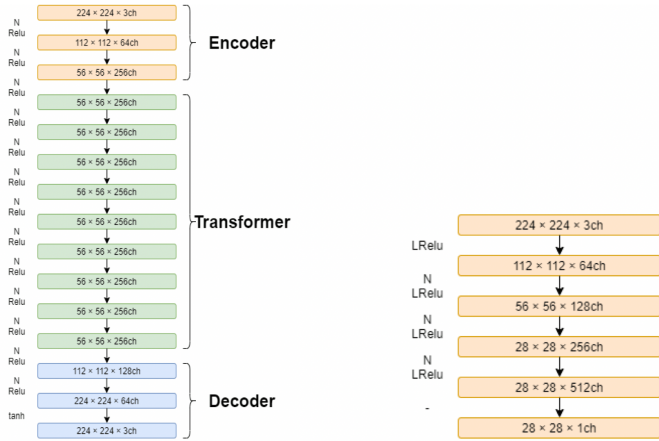 224 × 224 × 3ch
N
Relu
112 × 112 × 64ch
Encoder
N
Relu
56 × 56 × 256ch
N
Relu
56 × 56 × 256ch
N
Relu
56 × 56 × 256ch
N
Relu
56 × 56 × 256ch
N
Relu
56 × 56 × 256ch
N
Relu
56 × 56 × 256ch
Transformer
N
Relu
56 × 56 × 256ch
N
Relu
56 × 56 × 256ch
N
Relu
56 × 56 × 256ch
N
Relu
56 × 56 × 256ch
N
Relu
112 × 112 × 128ch
N
Relu
224 × 224 × 64ch
Decoder
tanh
224 × 224 × 3ch
224 × 224 × 3ch
LRelu
112 × 112 × 64ch
N
LRelu
56 × 56 × 128ch
N
LRelu
28 × 28 × 256ch
N
LRelu
28 × 28 × 512ch
-
28 × 28 × 1ch